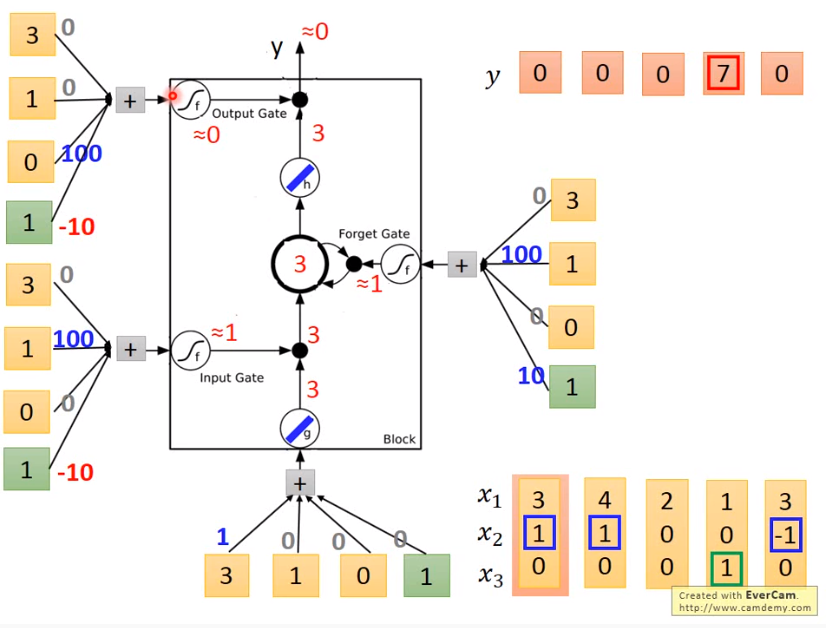 3 0
1 0
0 100
1 -10
+
f
Output Gate
≈0
y ≈0
3
h
Forget Gate
3
f
≈1
+
0 3
100 1
0 0
10 1
3 0
1 100
0 0
1 -10
+
f
≈1
Input Gate
3
3
g
Block
+
1 0 0 0
3 1 0 1
y 0 0 0 7 0
x₁ 3 4 2 1 3
x₂ 1 1 0 0 -1
x₃ 0 0 0 1 0
Created with EverCam.
http://www.camdemy.com